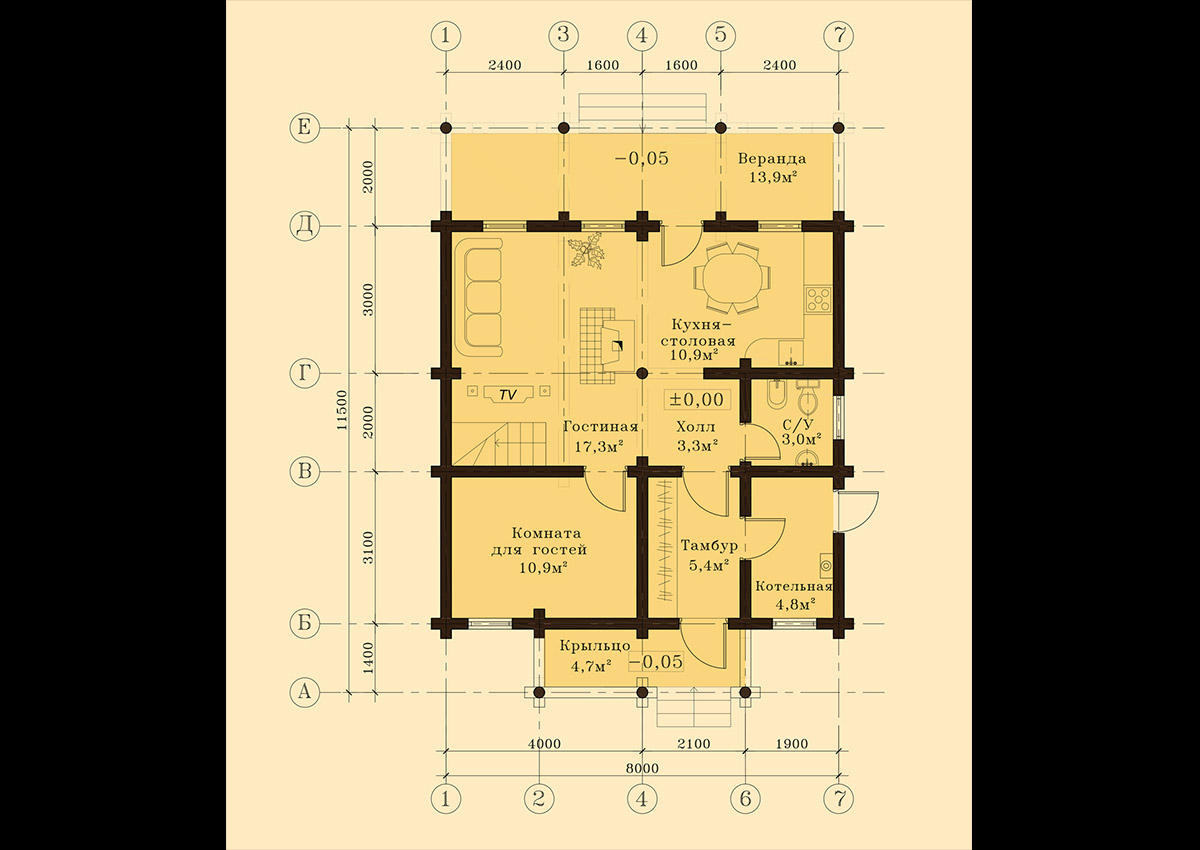 1 3 4 5 7
2400 1600 1600 2400
Е
-0,05
Веранда
13,9м²
2000
Д
3000
Кухня-
столовая
10,9м²
Г
11500
2000
TV
±0,00
Гостиная
17,3м²
Холл
3,3м²
С/У
3,0м²
В
3100
Комната
для гостей
10,9м²
Тамбур
5,4м²
Котельная
4,8м²
Б
1400
Крыльцо
4,7м²
-0,05
А
4000 2100 1900
8000
1 2 4 6 7